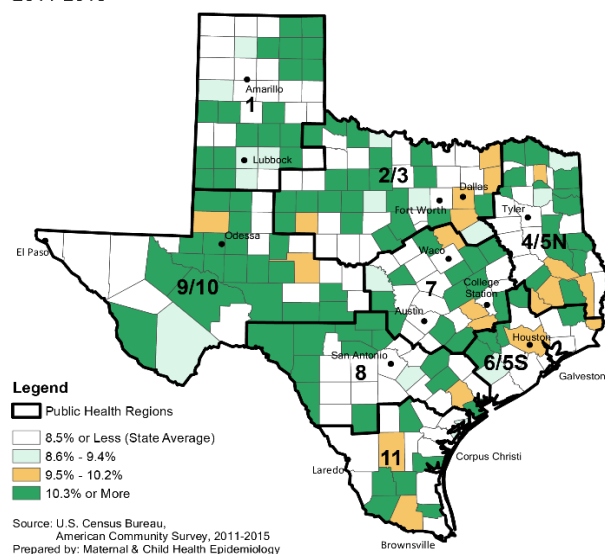 Amarillo
1
Lubbock
2/3
Dallas
Fort Worth
Tyler
4/5N
El Paso
Odessa
Waco
9/10
7
College
Station
Austin
Houston
San Antonio
6/5S
8
Galveston
Legend
Public Health Regions
8.5% or Less (State Average)
8.6% - 9.4%
9.5% - 10.2%
10.3% or More
11
Corpus Christi
Laredo
Source: U.S. Census Bureau,
American Community Survey, 2011-2015
Prepared by: Maternal & Child Health Epidemiology
Brownsville